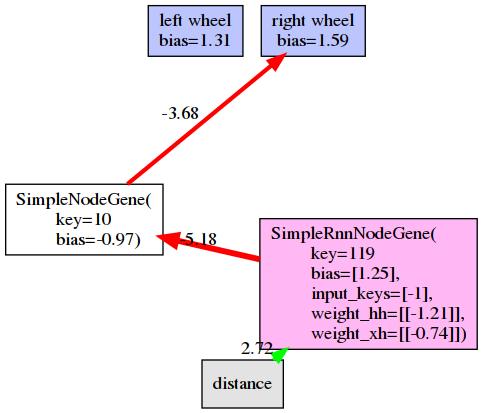 left wheel
bias=1.31
right wheel
bias=1.59
-3.68
SimpleNodeGene(
key=10
bias=-0.97)
-5.18
SimpleRnnNodeGene(
key=119
bias=[1.25],
input_keys=[-1],
weight_hh=[[-1.21]],
weight_xh=[[-0.74]])
2.72
distance